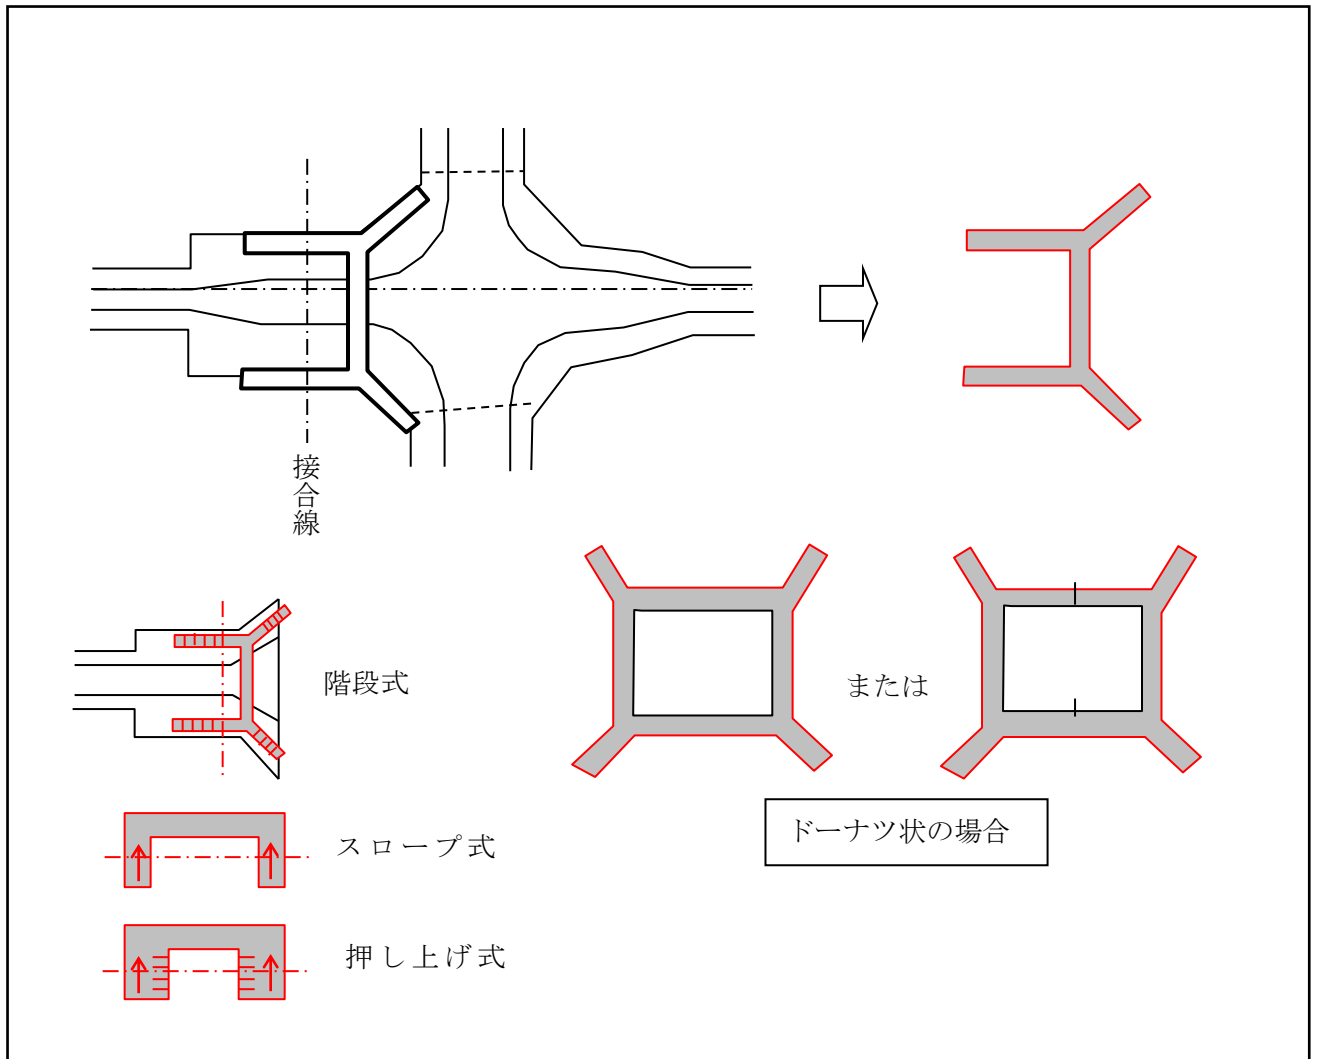 接合線
階段式
または
ドーナツ状の場合
スロープ式
押し上げ式